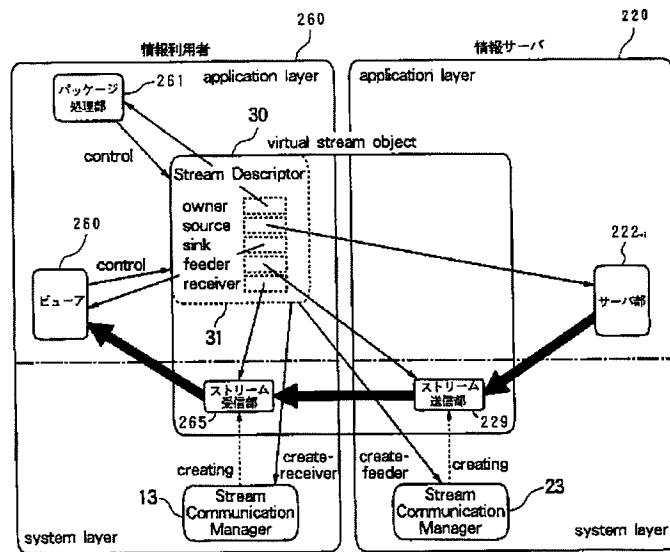 260
220
情報利用者
情報サーバ
application layer
application layer
パッケージ
処理部
261
30
virtual stream object
control
Stream Descriptor
owner
source
sink
feeder
receiver
260
control
ビューア
31
222-i
サーバ部
ストリーム
受信部
265
ストリーム
送信部
229
creating
create-
receiver
create-
feeder
creating
13
Stream
Communication
Manager
Stream
Communication
Manager
23
system layer
system layer